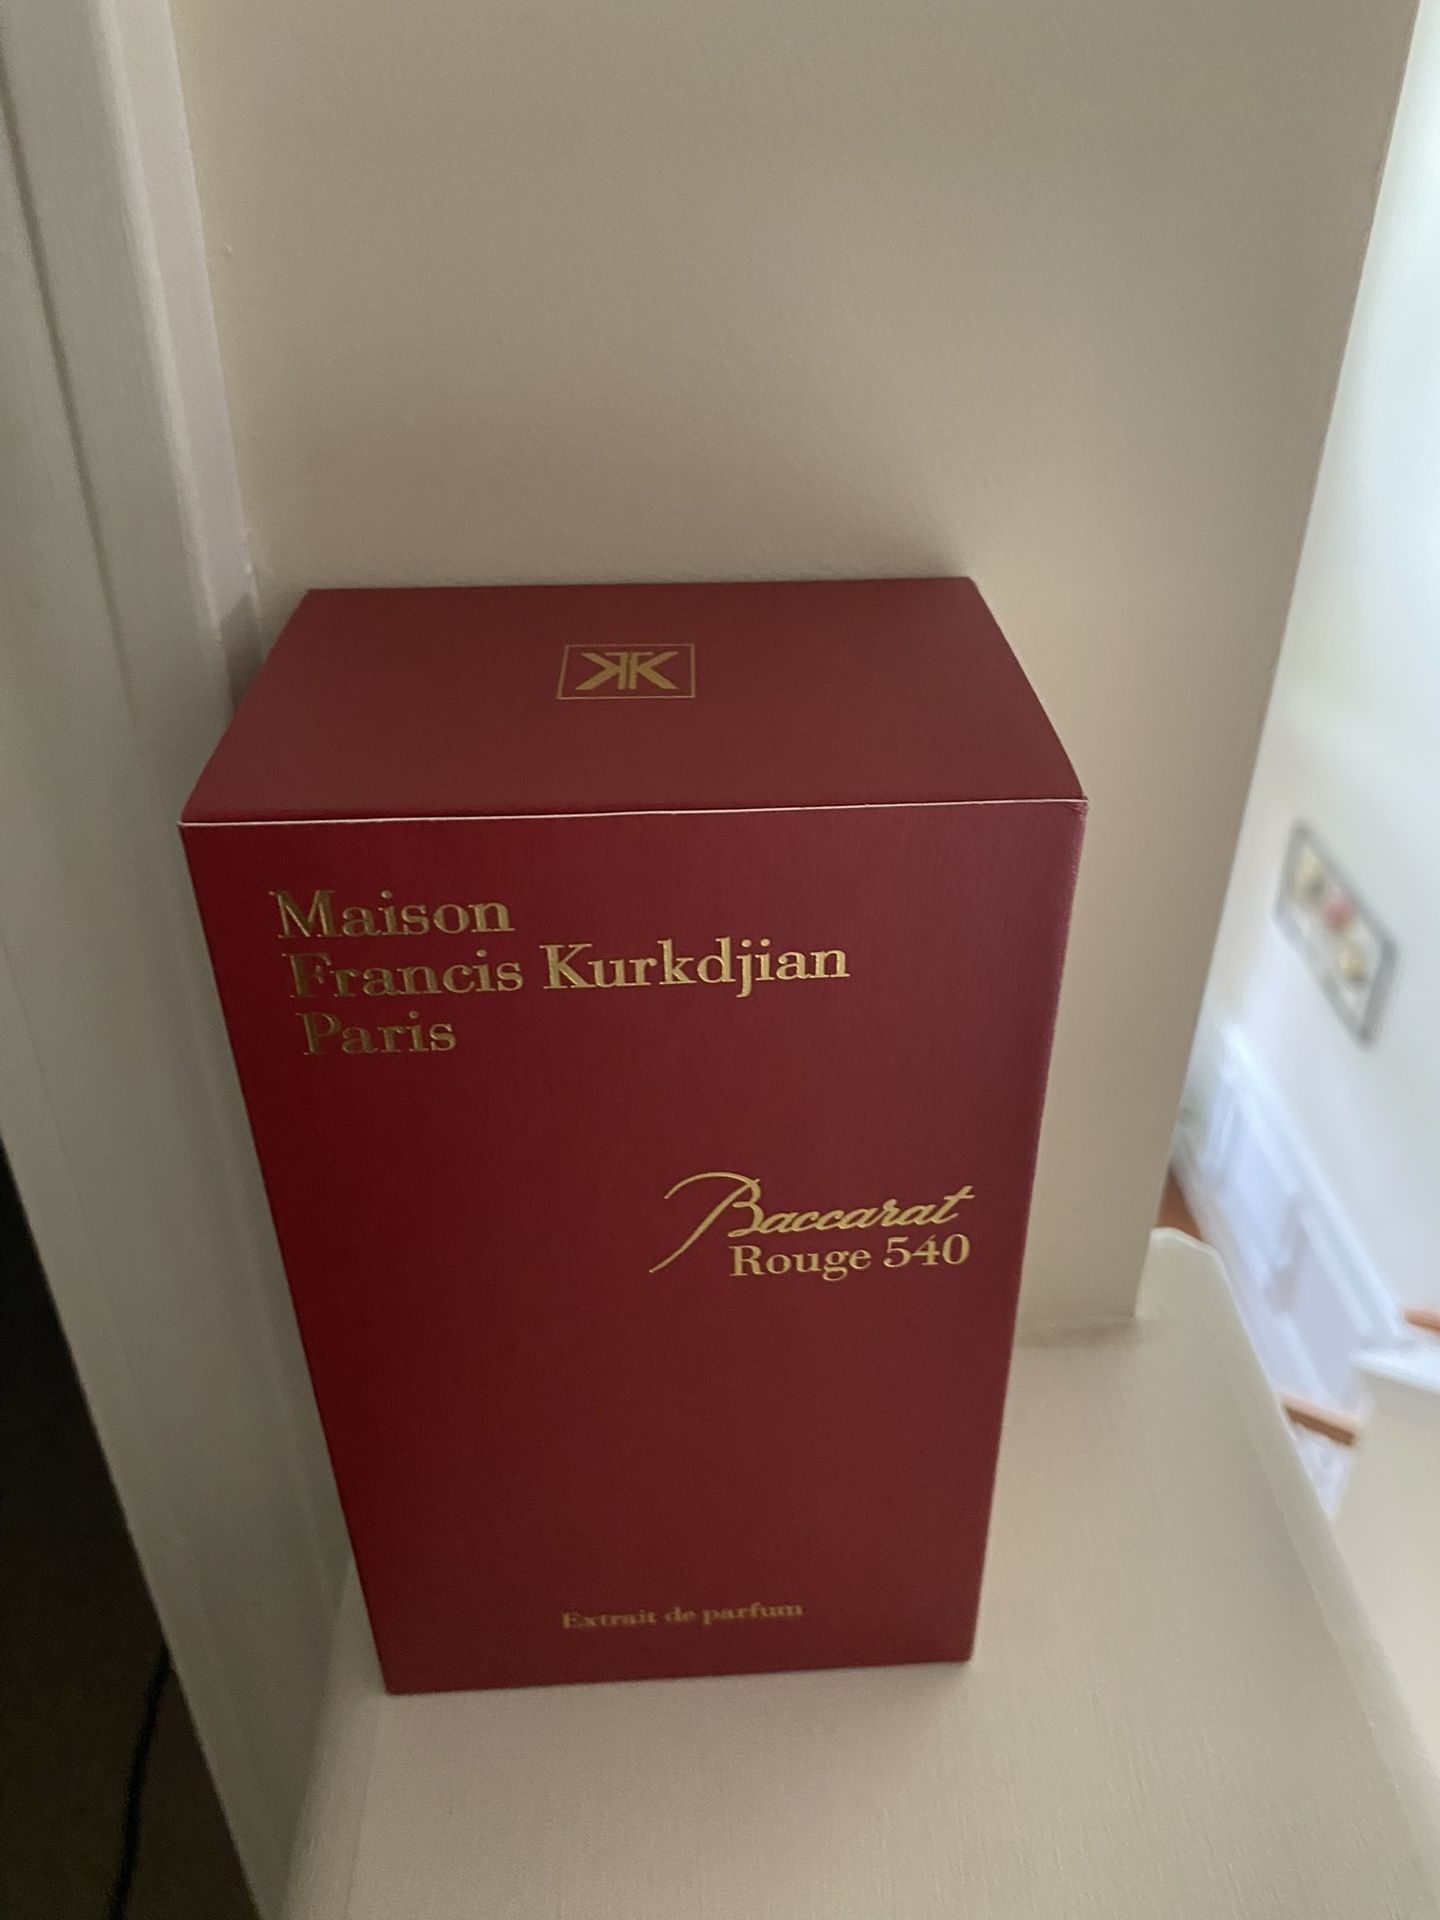 Maison
Francis Kurkdjian
Paris
Baccarat
Rouge 540
Extrait de parfum